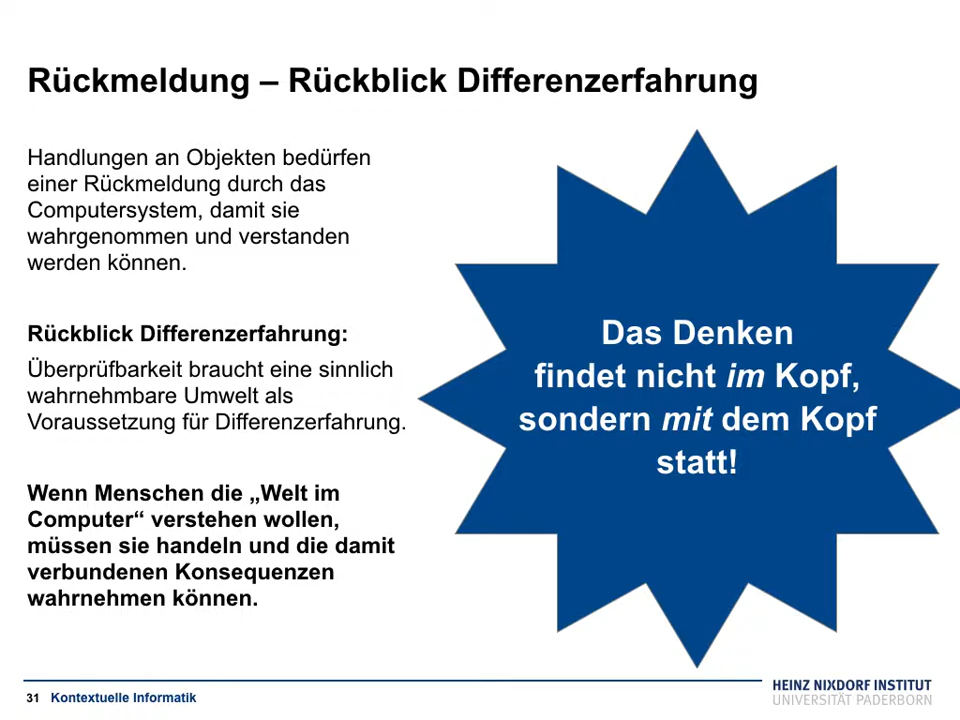 Rückmeldung – Rückblick Differenzerfahrung
Handlungen an Objekten bedürfen
einer Rückmeldung durch das
Computersystem, damit sie
wahrgenommen und verstanden
werden können.
Rückblick Differenzerfahrung:
Überprüfbarkeit braucht eine sinnlich
wahrnehmbare Umwelt als
Voraussetzung für Differenzerfahrung.
Wenn Menschen die „Welt im
Computer“ verstehen wollen,
müssen sie handeln und die damit
verbundenen Konsequenzen
wahrnehmen können.
Das Denken
findet nicht im Kopf,
sondern mit dem Kopf
statt!
31 Kontextuelle Informatik
HEINZ NIXDORF INSTITUT
UNIVERSITÄT PADERBORN